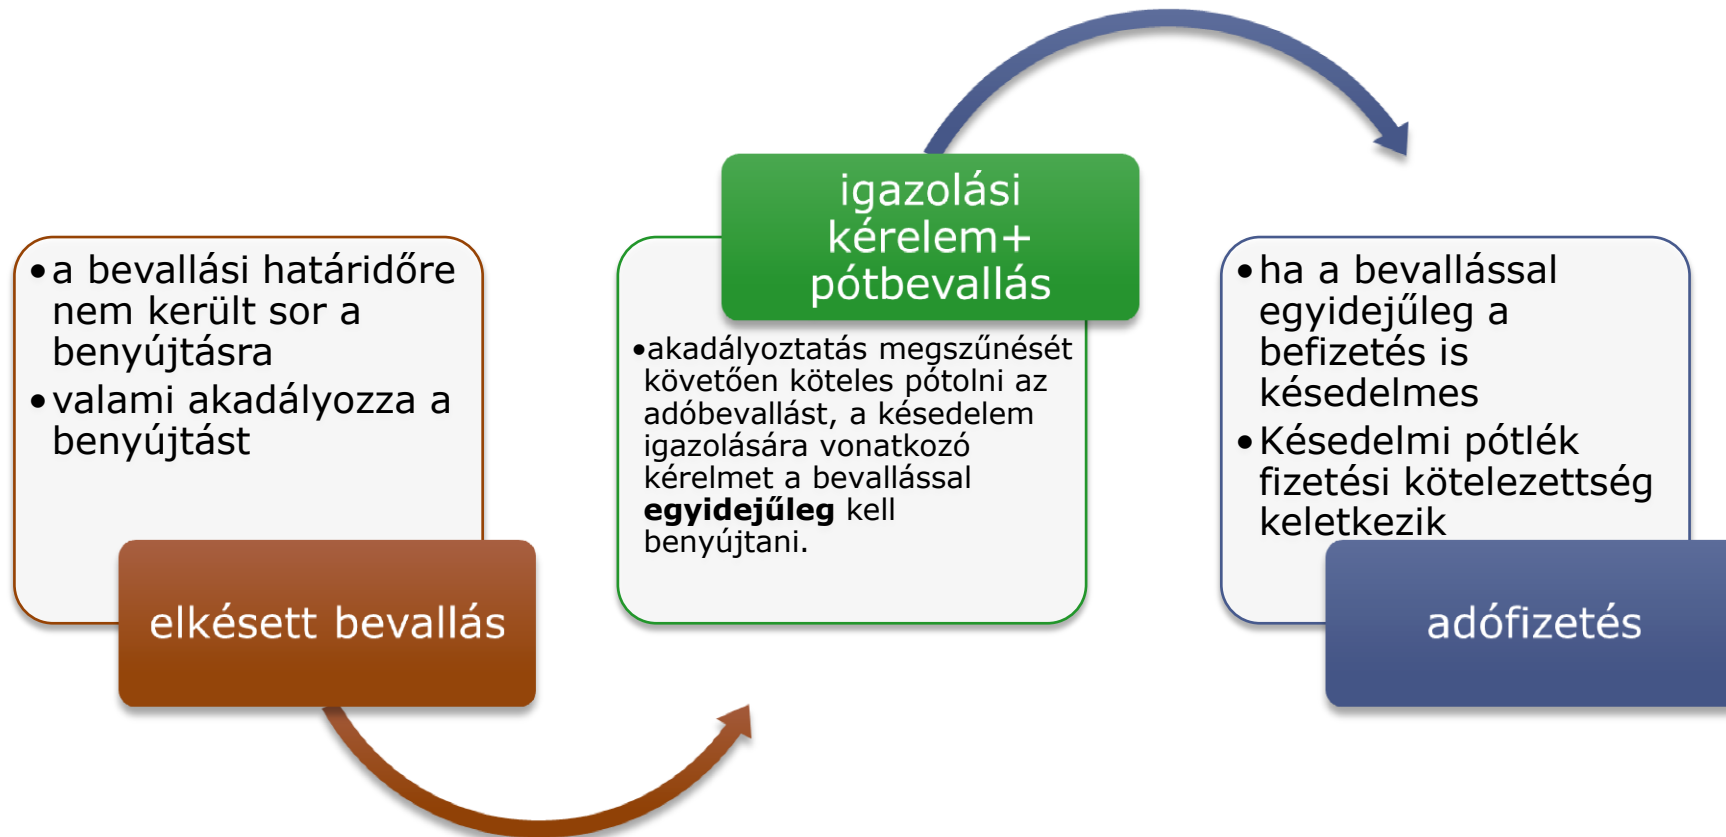 •a bevallási határidőre
nem került sor a
benyújtásra
•valami akadályozza a
benyújtást
elkésett bevallás
igazolási
kérelem+
pótbevallás
•akadályoztatás megszűnését
követően köteles pótolni az
adóbevallást, a késedelem
igazolására vonatkozó
kérelmet a bevallással
egyidejűleg kell
benyújtani.
•ha a bevallással
egyidejűleg a
befizetés is
késedelmes
•Késedelmi pótlék
fizetési kötelezettség
keletkezik
adófizetés